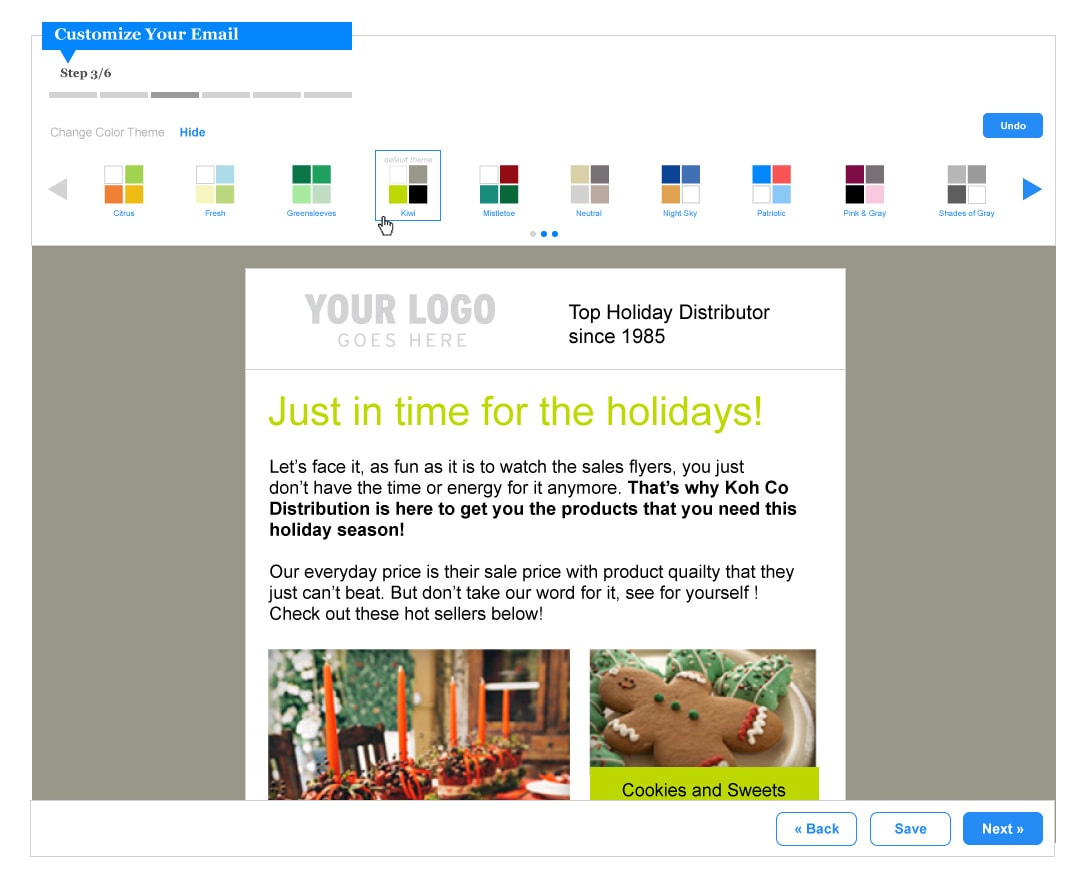 Customize Your Email
Step 3/6
Change Color Theme Hide
Undo
default theme
Citrus
Fresh
Greensleeves
Kiwi
Mistletoe
Neutral
Night Sky
Patriotic
Pink & Gray
Shades of Gray
YOUR LOGO
GOES HERE
Top Holiday Distributor
since 1985
Just in time for the holidays!
Let’s face it, as fun as it is to watch the sales flyers, you just
don’t have the time or energy for it anymore. That’s why Koh Co
Distribution is here to get you the products that you need this
holiday season!
Our everyday price is their sale price with product quailty that they
just can’t beat. But don’t take our word for it, see for yourself !
Check out these hot sellers below!
Cookies and Sweets
« Back
Save
Next »